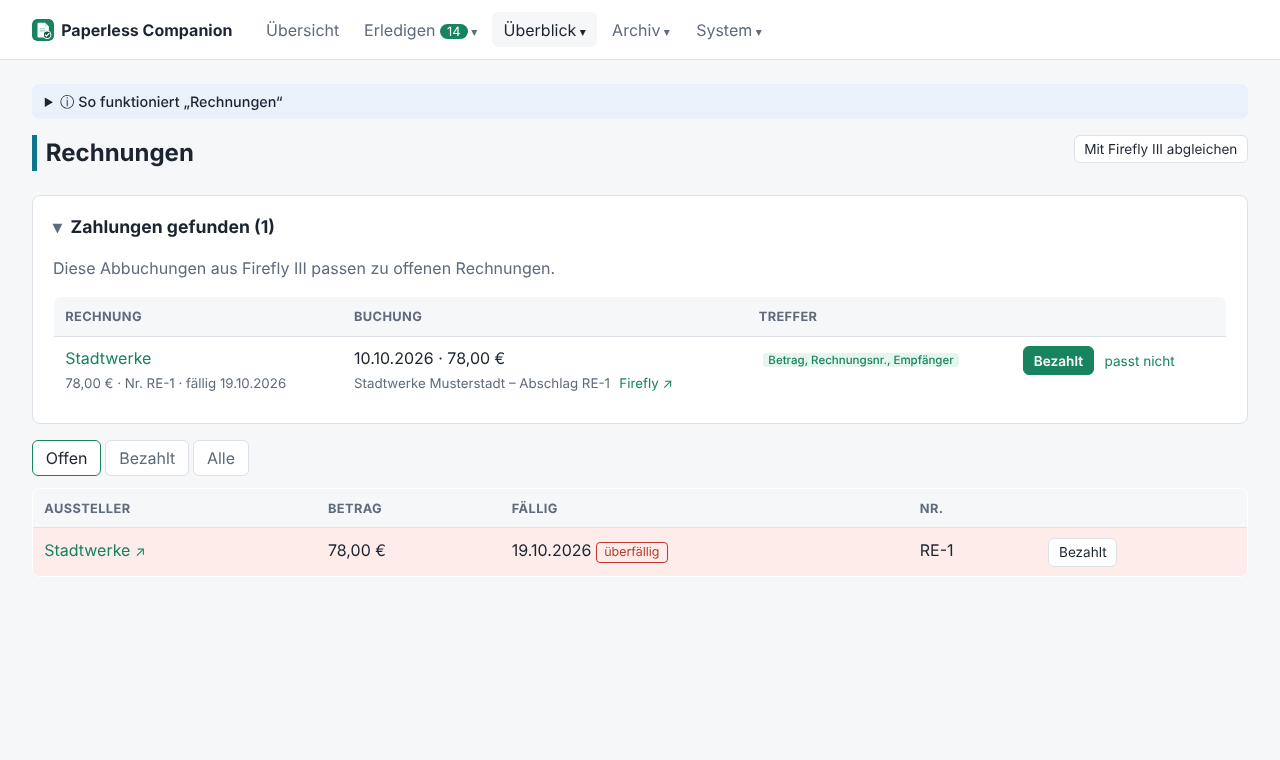 Paperless Companion Übersicht Erledigen 14 ▾ Überblick ▾ Archiv ▾ System ▾
▶ ⓘ So funktioniert „Rechnungen“
Rechnungen Mit Firefly III abgleichen
▼ Zahlungen gefunden (1)
Diese Abbuchungen aus Firefly III passen zu offenen Rechnungen.
RECHNUNG BUCHUNG TREFFER
Stadtwerke 10.10.2026 · 78,00 € Betrag, Rechnungsnr., Empfänger Bezahlt passt nicht
78,00 € · Nr. RE-1 · fällig 19.10.2026 Stadtwerke Musterstadt – Abschlag RE-1 Firefly ↗
Offen Bezahlt Alle
AUSSTELLER BETRAG FÄLLIG NR.
Stadtwerke ↗ 78,00 € 19.10.2026 überfällig RE-1 Bezahlt